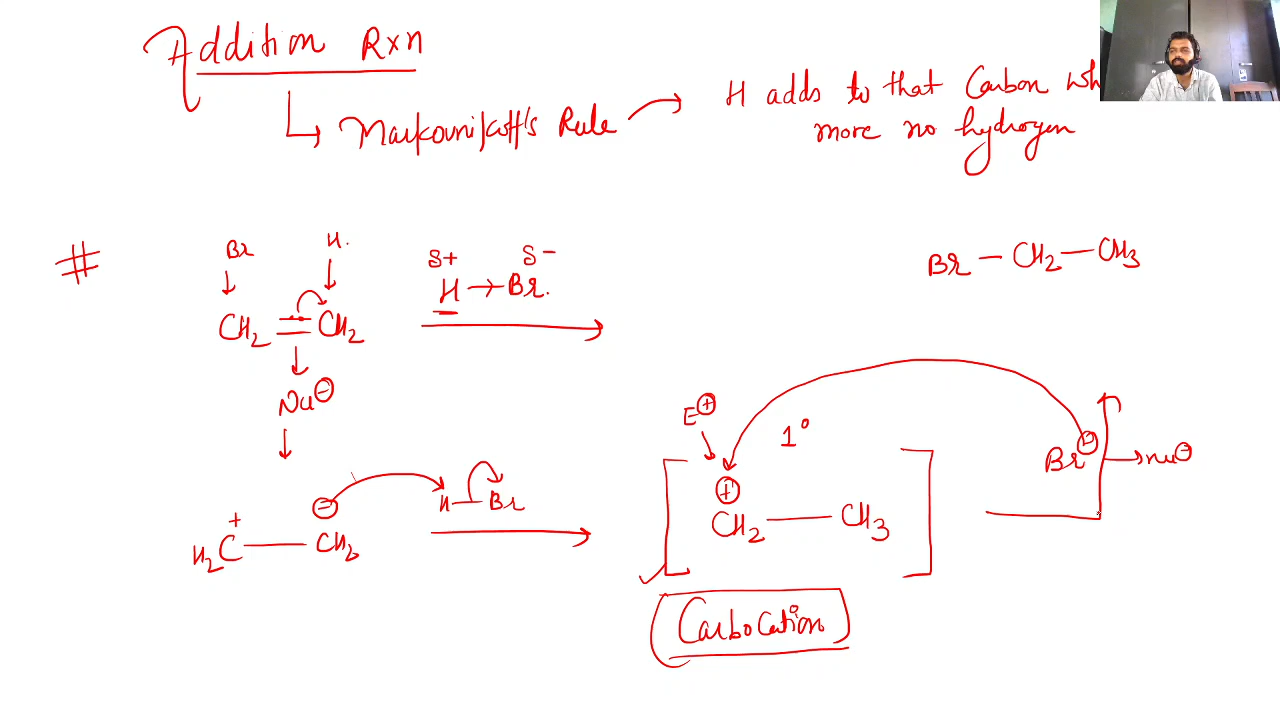 Addition Rxn
Markovnikoff's Rule → H adds to that Carbon wh
more no hydrogen
#
Br H.
δ+ δ-
H → Br.
CH2 = CH2
Br — CH2 — CH3
Nu⊖
E⊕
1°
Br⊖ → nu⊖
H — Br
+ ⊖
H2C — CH2
⊕
CH2 — CH3
Carbocation